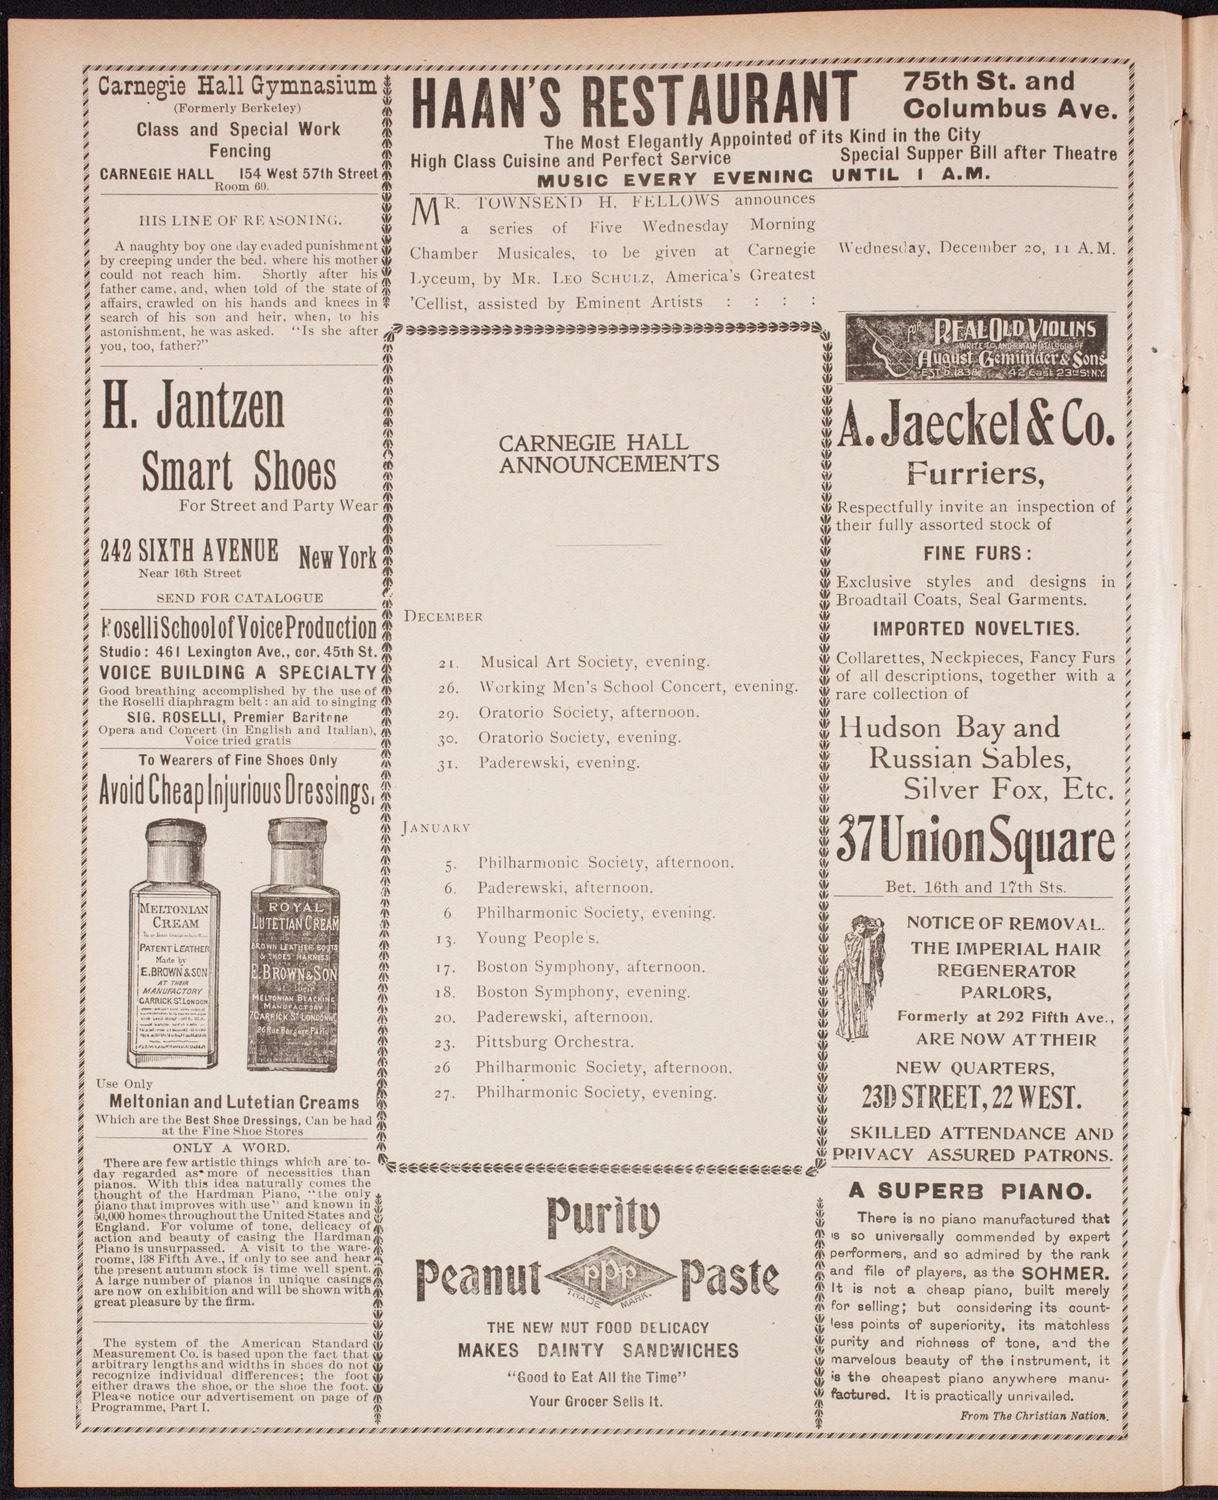 Carnegie Hall Gymnasium
(Formerly Berkeley)
Class and Special Work
Fencing
CARNEGIE HALL 154 West 57th Street
Room 60.
HIS LINE OF REASONING.
A naughty boy one day evaded punishment
by creeping under the bed, where his mother
could not reach him. Shortly after his
father came, and, when told of the state of
affairs, crawled on his hands and knees in
search of his son and heir, when, to his
astonishment, he was asked. "Is she after
you, too, father?"
H. Jantzen
Smart Shoes
For Street and Party Wear
242 SIXTH AVENUE New York
Near 16th Street
SEND FOR CATALOGUE
Roselli School of Voice Production
Studio: 461 Lexington Ave., cor. 45th St.
VOICE BUILDING A SPECIALTY
Good breathing accomplished by the use of
the Roselli diaphragm belt: an aid to singing
SIG. ROSELLI, Premier Baritone
Opera and Concert (in English and Italian),
Voice tried gratis
To Wearers of Fine Shoes Only
Avoid Cheap Injurious Dressings,
MELTONIAN
CREAM
PATENT LEATHER
Made by
E. BROWN & SON
AT THEIR
MANUFACTORY
GARRICK ST. LONDON
ROYAL
LUTETIAN CREAM
BROWN LEATHER BOOTS
& SHOES HARNESS
E. BROWN & SON
at their
MELTONIAN BLACKING
MANUFACTORY
7 GARRICK ST. LONDON W
26 Rue Bergere Paris
Use Only
Meltonian and Lutetian Creams
Which are the Best Shoe Dressings, Can be had
at the Fine Shoe Stores
ONLY A WORD.
There are few artistic things which are to-
day regarded as more of necessities than
pianos. With this idea naturally comes the
thought of the Hardman Piano, "the only
piano that improves with use" and known in
50,000 homes throughout the United States and
England. For volume of tone, delicacy of
action and beauty of casing the Hardman
Piano is unsurpassed. A visit to the ware-
rooms, 138 Fifth Ave., if only to see and hear
the present autumn stock is time well spent.
A large number of pianos in unique casings
are now on exhibition and will be shown with
great pleasure by the firm.
The system of the American Standard
Measurement Co. is based upon the fact that
arbitrary lengths and widths in shoes do not
recognize individual differences; the foot
either draws the shoe, or the shoe the foot.
Please notice our advertisement on page of
Programme, Part I.
HAAN'S RESTAURANT 75th St. and
Columbus Ave.
The Most Elegantly Appointed of its Kind in the City
High Class Cuisine and Perfect Service Special Supper Bill after Theatre
MUSIC EVERY EVENING UNTIL 1 A.M.
MR. TOWNSEND H. FELLOWS announces
a series of Five Wednesday Morning
Chamber Musicales, to be given at Carnegie
Lyceum, by MR. LEO SCHULZ, America's Greatest
'Cellist, assisted by Eminent Artists : : : :
Wednesday, December 20, 11 A.M.
CARNEGIE HALL
ANNOUNCEMENTS
DECEMBER
21. Musical Art Society, evening.
26. Working Men's School Concert, evening.
29. Oratorio Society, afternoon.
30. Oratorio Society, evening.
31. Paderewski, evening.
JANUARY
5. Philharmonic Society, afternoon.
6. Paderewski, afternoon.
6 Philharmonic Society, evening.
13. Young People's.
17. Boston Symphony, afternoon.
18. Boston Symphony, evening.
20. Paderewski, afternoon.
23. Pittsburg Orchestra.
26 Philharmonic Society, afternoon.
27. Philharmonic Society, evening.
Purity
Peanut PPP Paste
TRADE MARK.
THE NEW NUT FOOD DELICACY
MAKES DAINTY SANDWICHES
"Good to Eat All the Time"
Your Grocer Sells It.
FOR REAL OLD VIOLINS
WRITE TO AND OBTAIN CATALOGUE OF
August Gemünder & Sons
EST'D. 1838 42 East 23rd St. N.Y.
A. Jaeckel & Co.
Furriers,
Respectfully invite an inspection of
their fully assorted stock of
FINE FURS:
Exclusive styles and designs in
Broadtail Coats, Seal Garments.
IMPORTED NOVELTIES.
Collarettes, Neckpieces, Fancy Furs
of all descriptions, together with a
rare collection of
Hudson Bay and
Russian Sables,
Silver Fox, Etc.
37 Union Square
Bet. 16th and 17th Sts.
NOTICE OF REMOVAL.
THE IMPERIAL HAIR
REGENERATOR
PARLORS,
Formerly at 292 Fifth Ave.,
ARE NOW AT THEIR
NEW QUARTERS,
23D STREET, 22 WEST.
SKILLED ATTENDANCE AND
PRIVACY ASSURED PATRONS.
A SUPERB PIANO.
There is no piano manufactured that
is so universally commended by expert
performers, and so admired by the rank
and file of players, as the SOHMER.
It is not a cheap piano, built merely
for selling; but considering its count-
less points of superiority, its matchless
purity and richness of tone, and the
marvelous beauty of the instrument, it
is the cheapest piano anywhere manu-
factured. It is practically unrivailed.
From The Christian Nation.